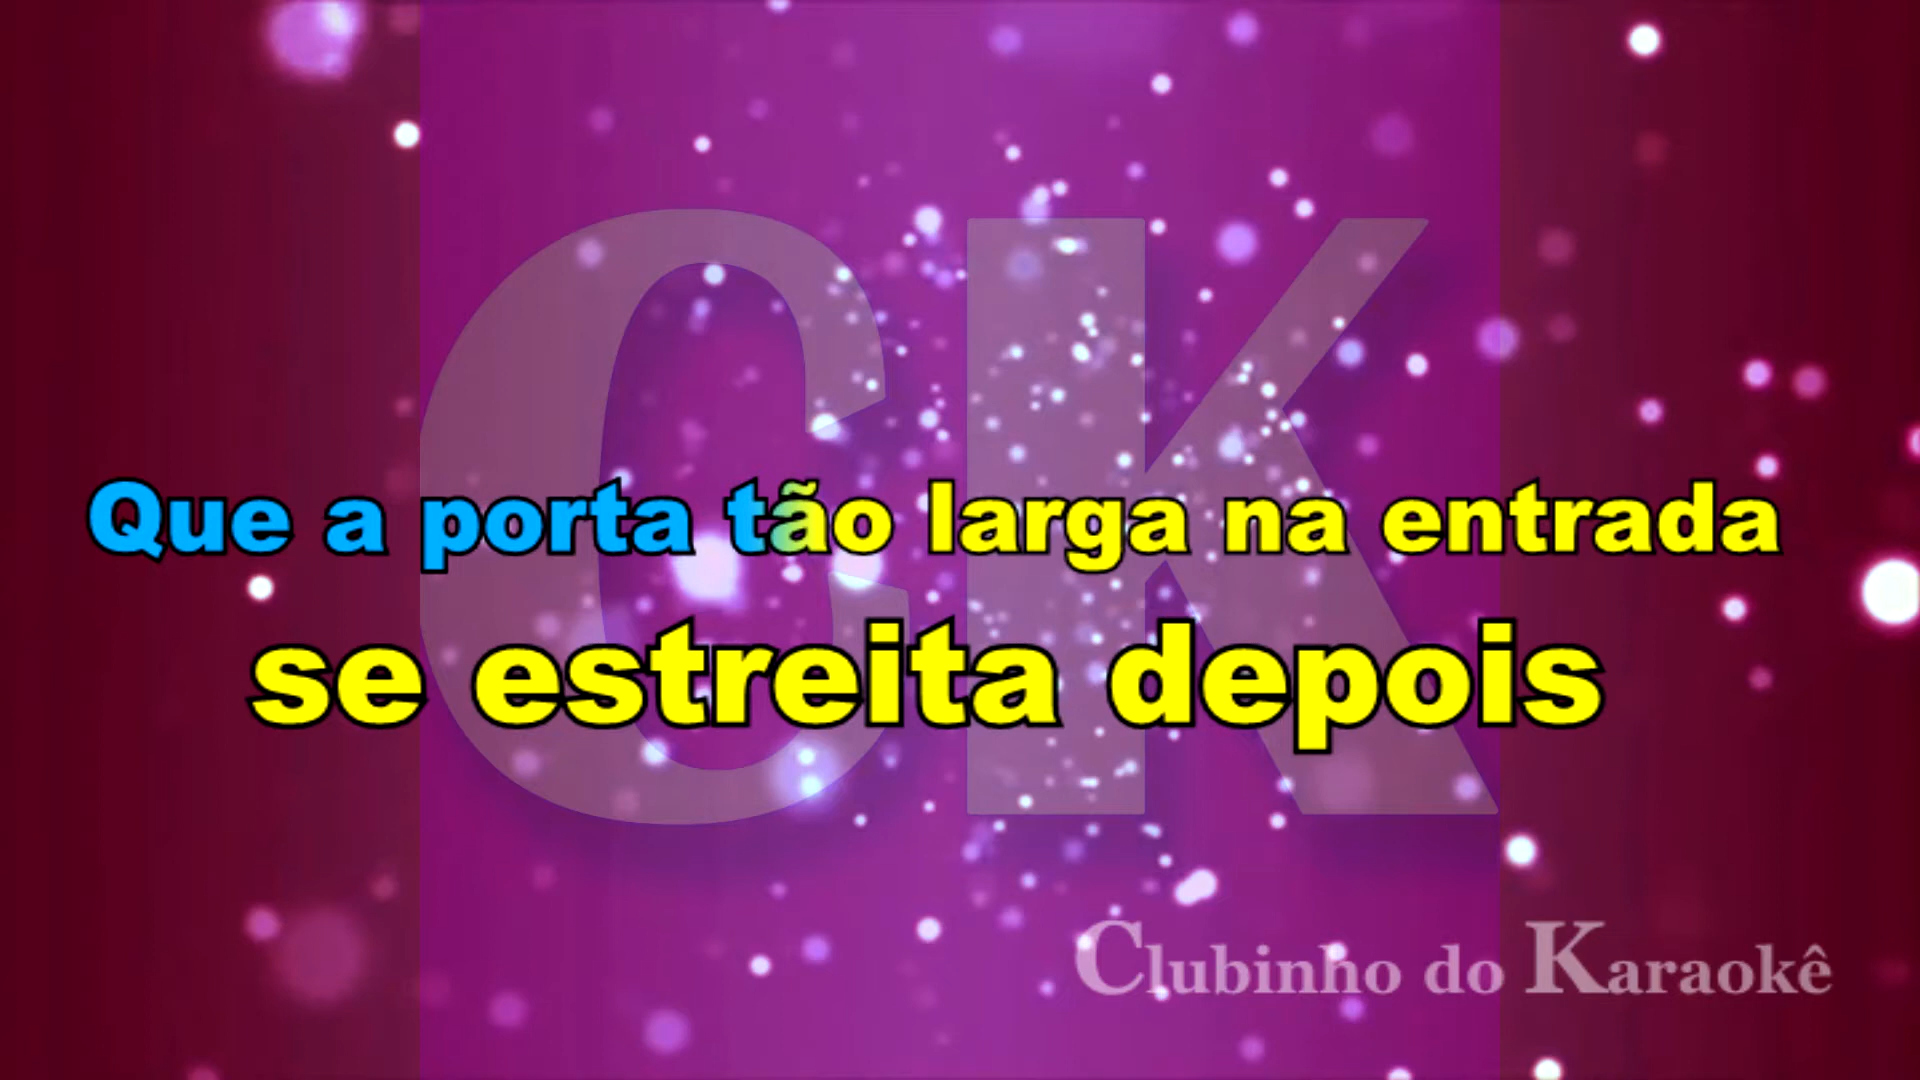 CK
Que a porta tão larga na entrada
se estreita depois
Clubinho do Karaokê